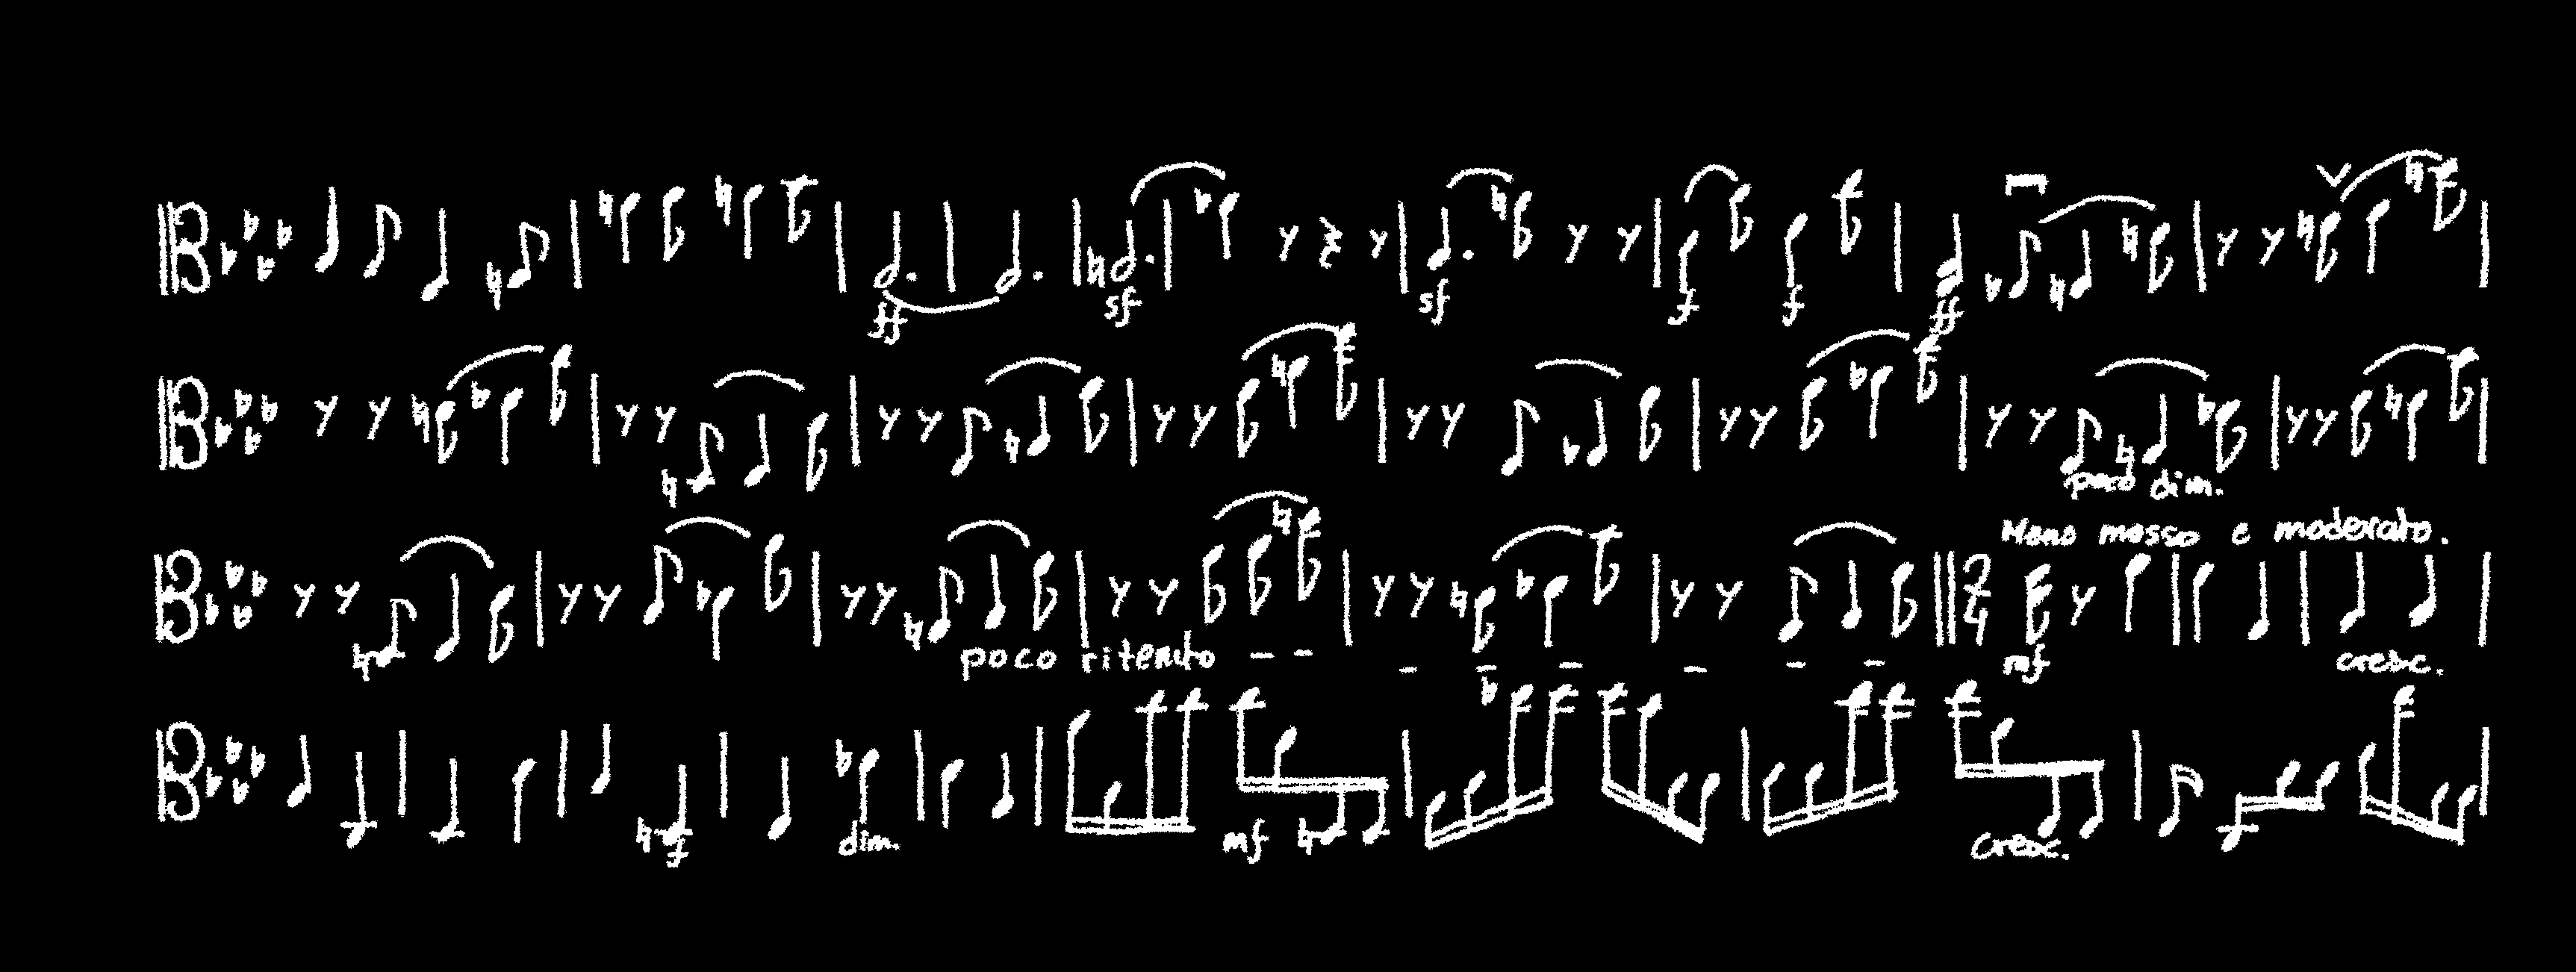 ff sf sf f f ff
poco dim.
Meno mosso e moderato.
poco ritenuto - - - - - - - - mf cresc.
f dim. mf cresc.